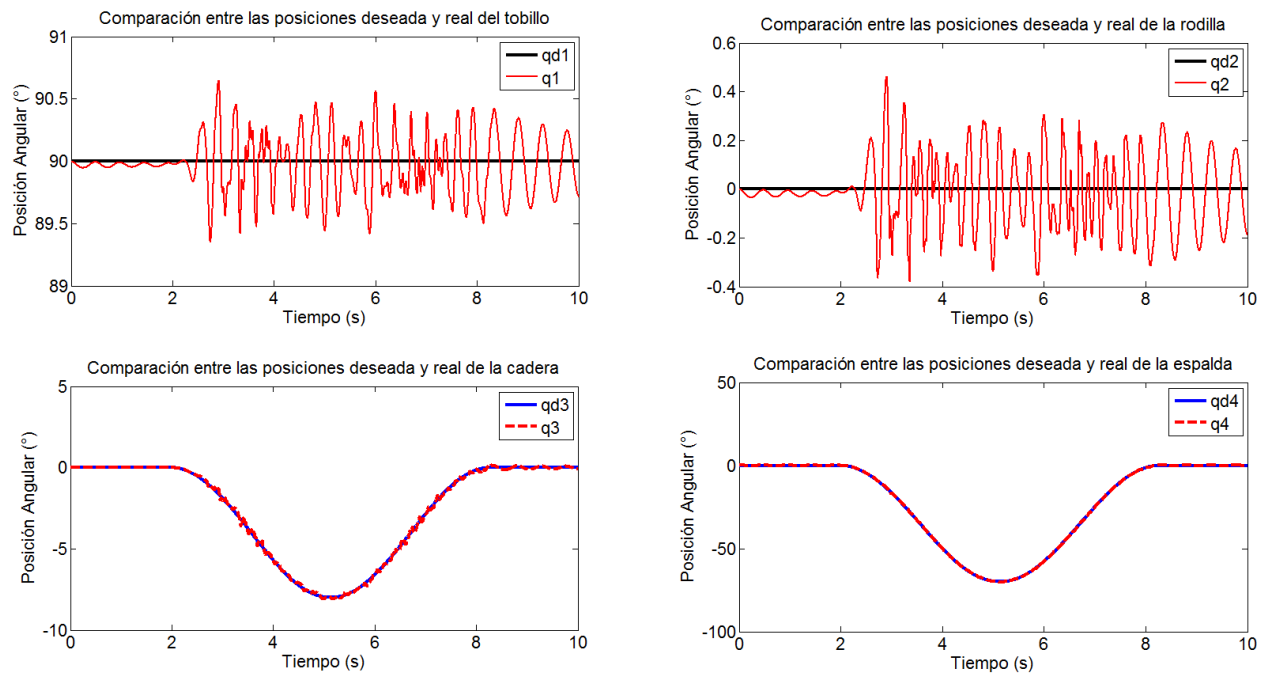 Comparación entre las posiciones deseada y real del tobillo
91
90.5
90
89.5
89
Posición Angular (°)
qd1
q1
0
2
4
6
8
10
Tiempo (s)
Comparación entre las posiciones deseada y real de la rodilla
0.6
0.4
0.2
0
-0.2
-0.4
Posición Angular (°)
qd2
q2
0
2
4
6
8
10
Tiempo (s)
Comparación entre las posiciones deseada y real de la cadera
5
0
-5
-10
Posición Angular (°)
qd3
q3
0
2
4
6
8
10
Tiempo (s)
Comparación entre las posiciones deseada y real de la espalda
50
0
-50
-100
Posición Angular (°)
qd4
q4
0
2
4
6
8
10
Tiempo (s)